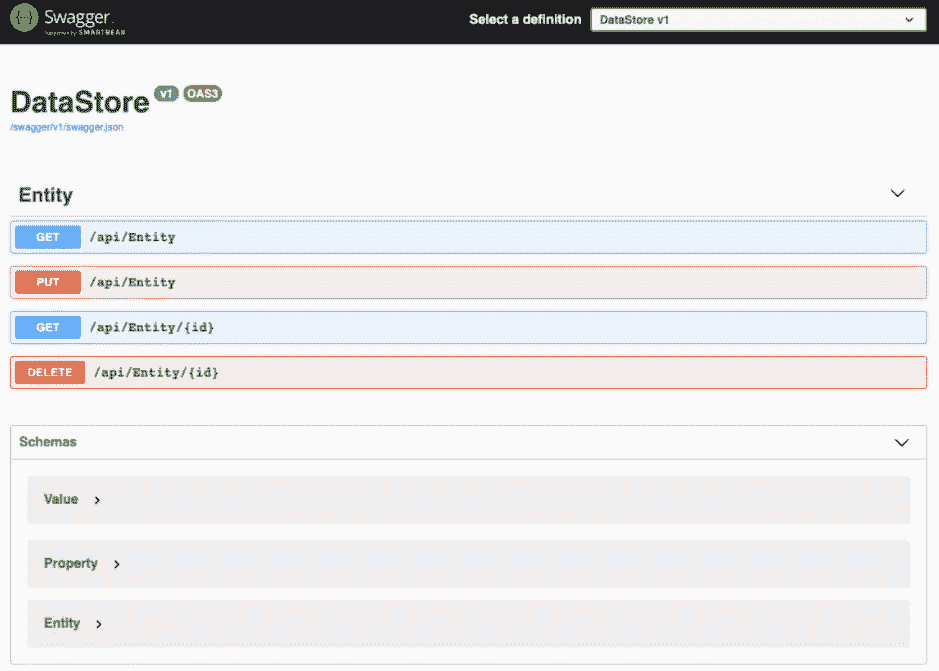 Swagger.
Supported by SMARTBEAR
Select a definition
DataStore v1
DataStore v1 OAS3
/swagger/v1/swagger.json
Entity
GET /api/Entity
PUT /api/Entity
GET /api/Entity/{id}
DELETE /api/Entity/{id}
Schemas
Value
Property
Entity